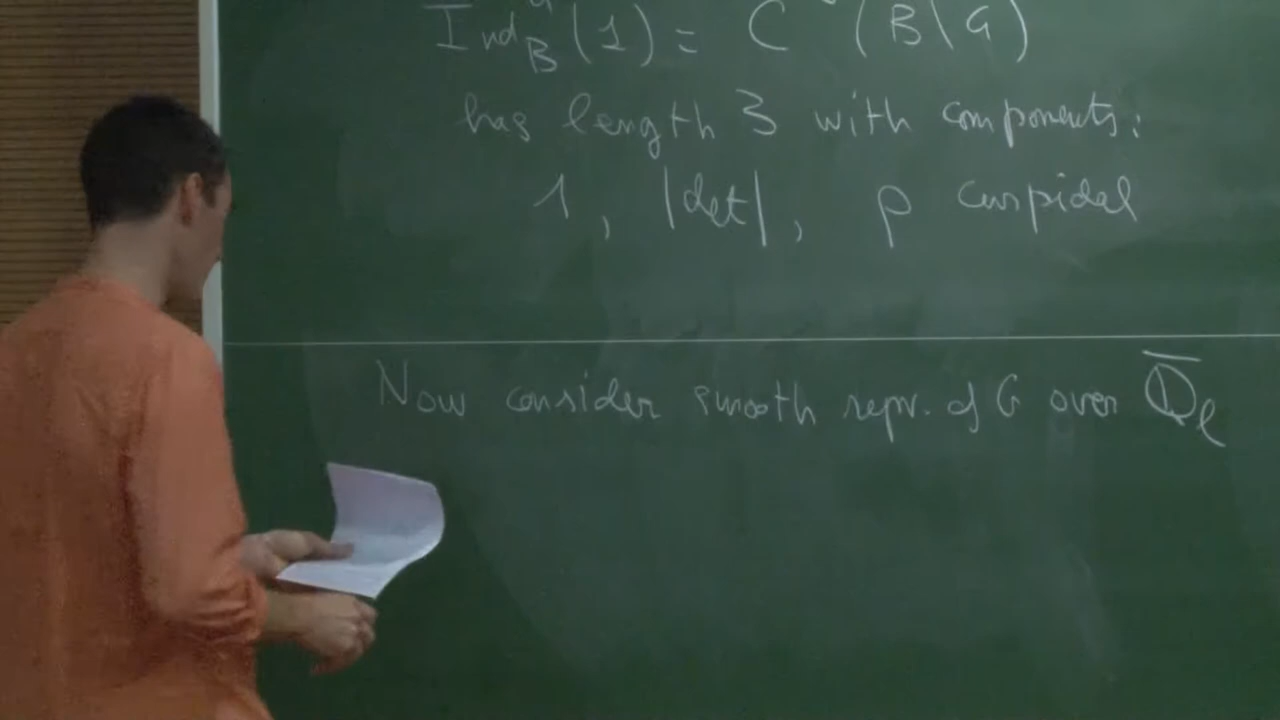 Ind_B^G (1) = C^∞ (B\G)
has length 3 with components:
1, |det|, ρ cuspidal
Now consider smooth repr. of G over Q̅_ℓ